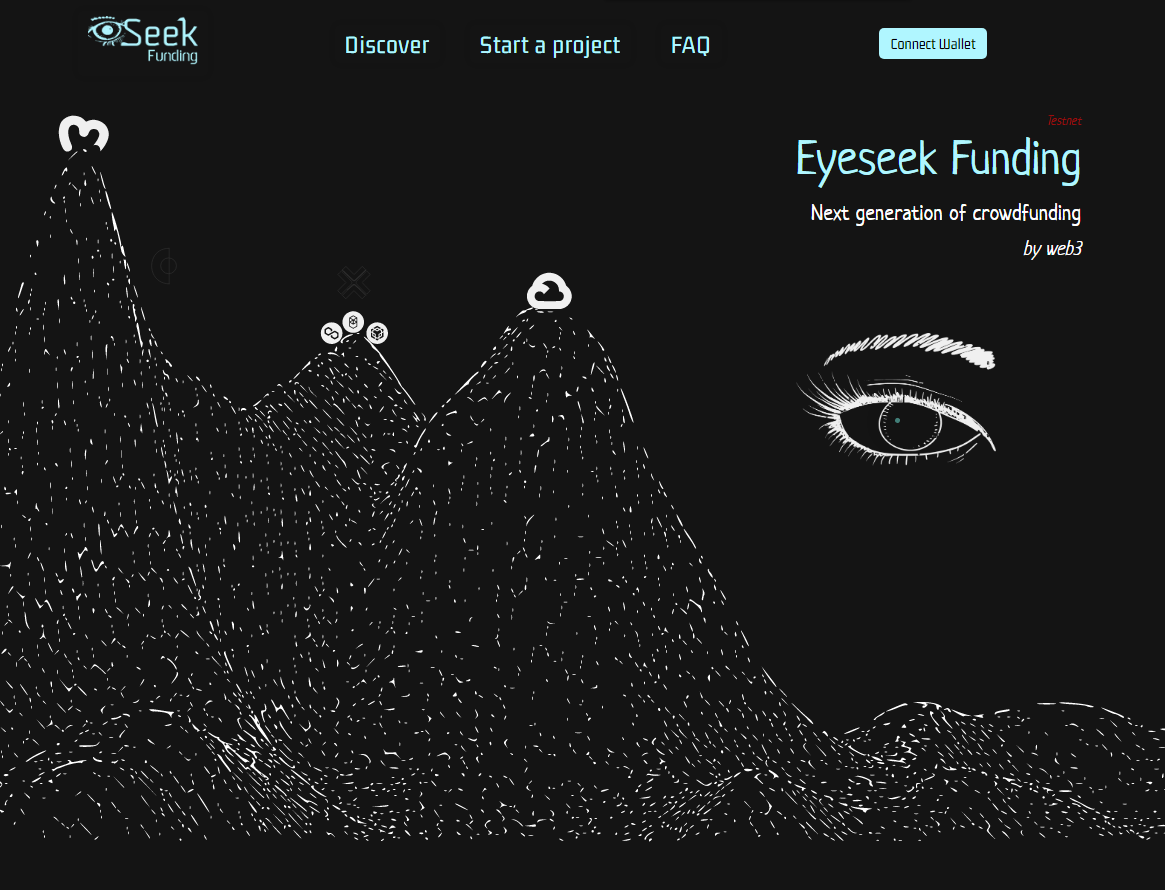 Seek
Funding
Discover
Start a project
FAQ
Connect Wallet
Testnet
Eyeseek Funding
Next generation of crowdfunding
by web3